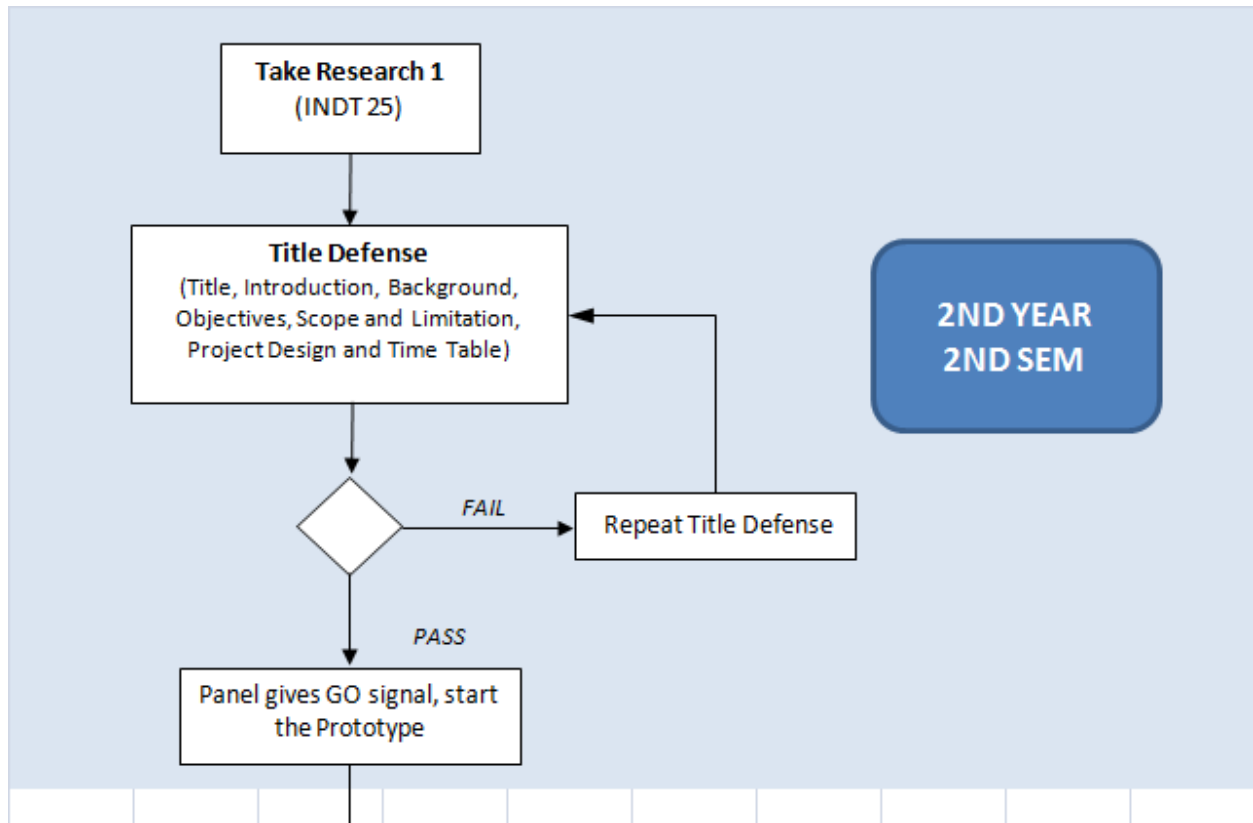 Take Research 1
(INDT 25)
Title Defense
(Title, Introduction, Background,
Objectives, Scope and Limitation,
Project Design and Time Table)
2ND YEAR
2ND SEM
FAIL
Repeat Title Defense
PASS
Panel gives GO signal, start
the Prototype